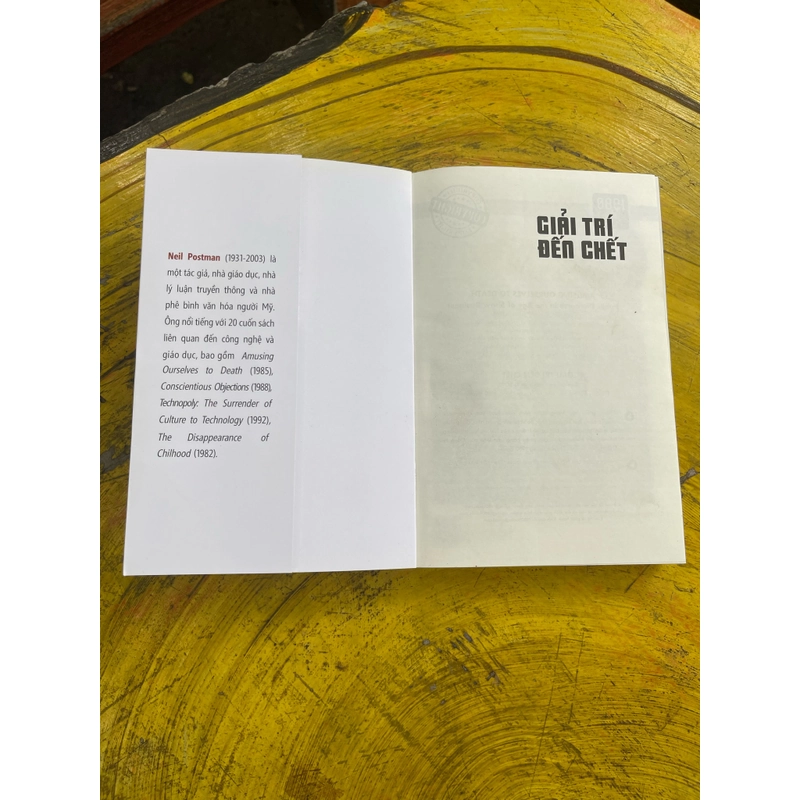 Neil Postman (1931-2003) là
một tác giả, nhà giáo dục, nhà
lý luận truyền thông và nhà
phê bình văn hóa người Mỹ.
Ông nổi tiếng với 20 cuốn sách
liên quan đến công nghệ và
giáo dục, bao gồm Amusing
Ourselves to Death (1985),
Conscientious Objections (1988),
Technopoly: The Surrender of
Culture to Technology (1992),
The Disappearance of
Chilhood (1982).
GIẢI TRÍ
ĐẾN CHẾT